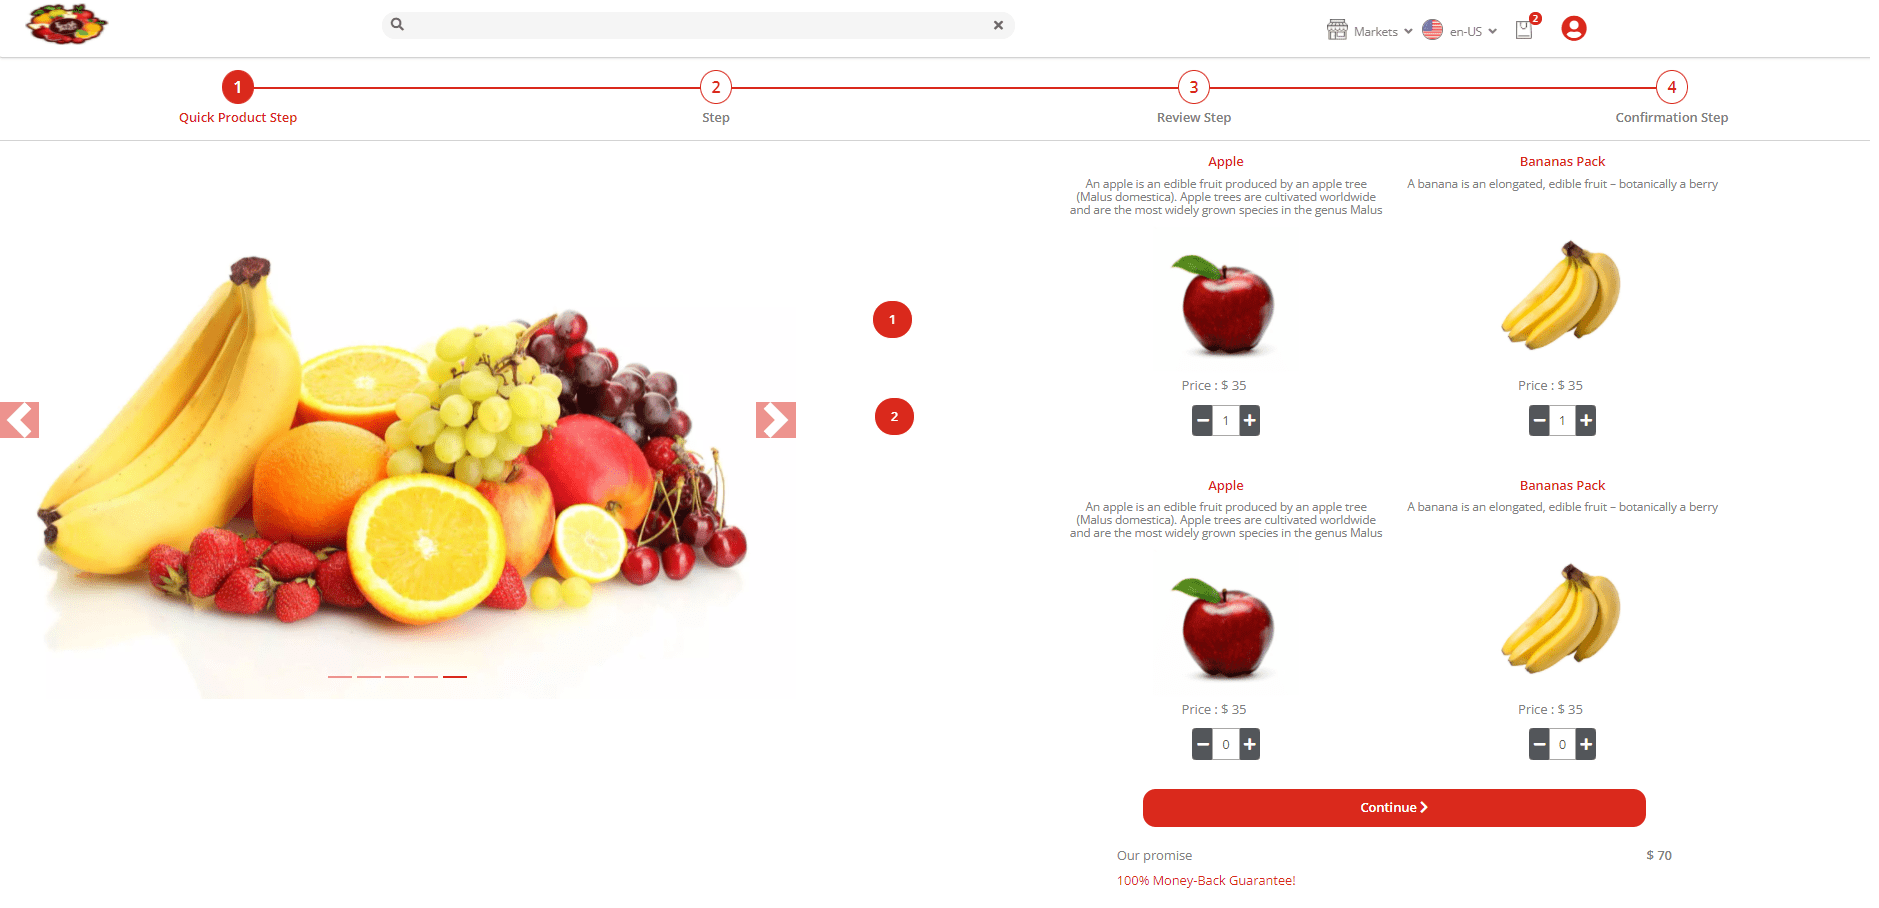 Markets
en-US
2
1
2
3
4
Quick Product Step
Step
Review Step
Confirmation Step
Apple
An apple is an edible fruit produced by an apple tree
(Malus domestica). Apple trees are cultivated worldwide
and are the most widely grown species in the genus Malus
Bananas Pack
A banana is an elongated, edible fruit – botanically a berry
1
2
Price : $ 35
1
Price : $ 35
1
Apple
An apple is an edible fruit produced by an apple tree
(Malus domestica). Apple trees are cultivated worldwide
and are the most widely grown species in the genus Malus
Bananas Pack
A banana is an elongated, edible fruit – botanically a berry
Price : $ 35
0
Price : $ 35
0
Continue
Our promise
$ 70
100% Money-Back Guarantee!